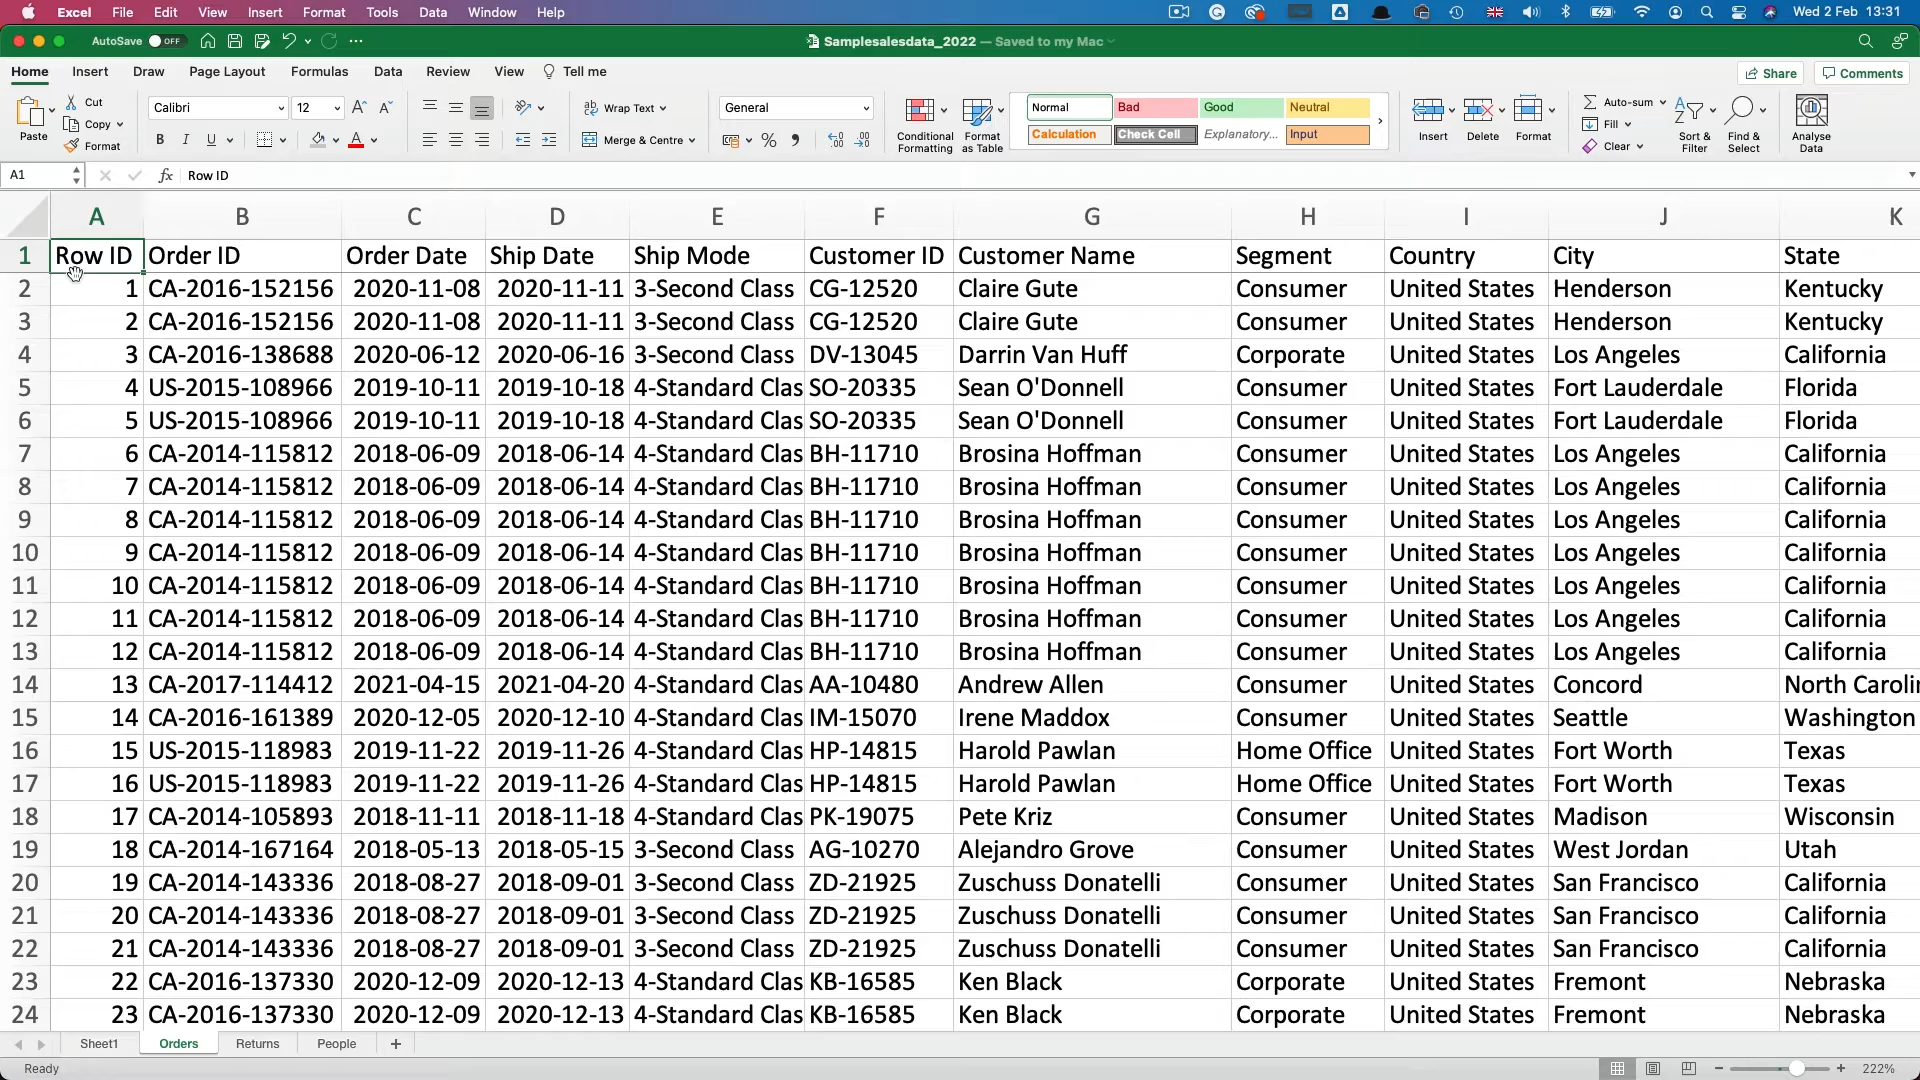 Excel File Edit View Insert Format Tools Data Window Help Wed 2 Feb 13:31
AutoSave OFF Samplesalesdata_2022 — Saved to my Mac
Home Insert Draw Page Layout Formulas Data Review View Tell me Share Comments
Paste Cut Copy Format
Calibri 12
B I U
Wrap Text
Merge & Centre
General
Conditional Formatting
Format as Table
Normal Bad Good Neutral
Calculation Check Cell Explanatory... Input
Insert Delete Format
Auto-sum
Fill
Clear
Sort & Filter
Find & Select
Analyse Data
A1 fx Row ID
A B C D E F G H I J K
1 Row ID Order ID Order Date Ship Date Ship Mode Customer ID Customer Name Segment Country City State
2 1 CA-2016-152156 2020-11-08 2020-11-11 3-Second Class CG-12520 Claire Gute Consumer United States Henderson Kentucky
3 2 CA-2016-152156 2020-11-08 2020-11-11 3-Second Class CG-12520 Claire Gute Consumer United States Henderson Kentucky
4 3 CA-2016-138688 2020-06-12 2020-06-16 3-Second Class DV-13045 Darrin Van Huff Corporate United States Los Angeles California
5 4 US-2015-108966 2019-10-11 2019-10-18 4-Standard Clas SO-20335 Sean O'Donnell Consumer United States Fort Lauderdale Florida
6 5 US-2015-108966 2019-10-11 2019-10-18 4-Standard Clas SO-20335 Sean O'Donnell Consumer United States Fort Lauderdale Florida
7 6 CA-2014-115812 2018-06-09 2018-06-14 4-Standard Clas BH-11710 Brosina Hoffman Consumer United States Los Angeles California
8 7 CA-2014-115812 2018-06-09 2018-06-14 4-Standard Clas BH-11710 Brosina Hoffman Consumer United States Los Angeles California
9 8 CA-2014-115812 2018-06-09 2018-06-14 4-Standard Clas BH-11710 Brosina Hoffman Consumer United States Los Angeles California
10 9 CA-2014-115812 2018-06-09 2018-06-14 4-Standard Clas BH-11710 Brosina Hoffman Consumer United States Los Angeles California
11 10 CA-2014-115812 2018-06-09 2018-06-14 4-Standard Clas BH-11710 Brosina Hoffman Consumer United States Los Angeles California
12 11 CA-2014-115812 2018-06-09 2018-06-14 4-Standard Clas BH-11710 Brosina Hoffman Consumer United States Los Angeles California
13 12 CA-2014-115812 2018-06-09 2018-06-14 4-Standard Clas BH-11710 Brosina Hoffman Consumer United States Los Angeles California
14 13 CA-2017-114412 2021-04-15 2021-04-20 4-Standard Clas AA-10480 Andrew Allen Consumer United States Concord North Carolin
15 14 CA-2016-161389 2020-12-05 2020-12-10 4-Standard Clas IM-15070 Irene Maddox Consumer United States Seattle Washington
16 15 US-2015-118983 2019-11-22 2019-11-26 4-Standard Clas HP-14815 Harold Pawlan Home Office United States Fort Worth Texas
17 16 US-2015-118983 2019-11-22 2019-11-26 4-Standard Clas HP-14815 Harold Pawlan Home Office United States Fort Worth Texas
18 17 CA-2014-105893 2018-11-11 2018-11-18 4-Standard Clas PK-19075 Pete Kriz Consumer United States Madison Wisconsin
19 18 CA-2014-167164 2018-05-13 2018-05-15 3-Second Class AG-10270 Alejandro Grove Consumer United States West Jordan Utah
20 19 CA-2014-143336 2018-08-27 2018-09-01 3-Second Class ZD-21925 Zuschuss Donatelli Consumer United States San Francisco California
21 20 CA-2014-143336 2018-08-27 2018-09-01 3-Second Class ZD-21925 Zuschuss Donatelli Consumer United States San Francisco California
22 21 CA-2014-143336 2018-08-27 2018-09-01 3-Second Class ZD-21925 Zuschuss Donatelli Consumer United States San Francisco California
23 22 CA-2016-137330 2020-12-09 2020-12-13 4-Standard Clas KB-16585 Ken Black Corporate United States Fremont Nebraska
24 23 CA-2016-137330 2020-12-09 2020-12-13 4-Standard Clas KB-16585 Ken Black Corporate United States Fremont Nebraska
Sheet1 Orders Returns People +
Ready 222%